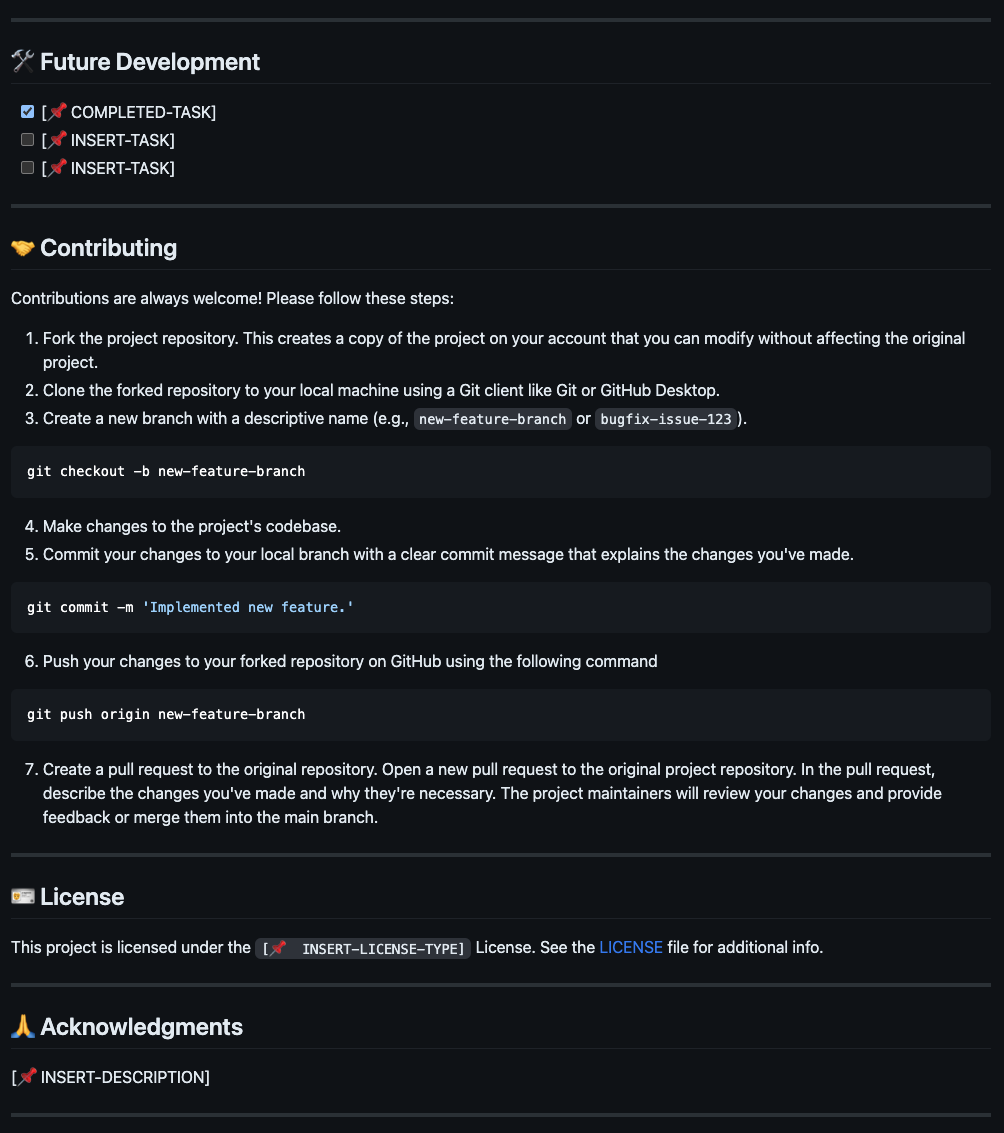 🛠 Future Development
[📌 COMPLETED-TASK]
[📌 INSERT-TASK]
[📌 INSERT-TASK]
🤝 Contributing
Contributions are always welcome! Please follow these steps:
1. Fork the project repository. This creates a copy of the project on your account that you can modify without affecting the original
project.
2. Clone the forked repository to your local machine using a Git client like Git or GitHub Desktop.
3. Create a new branch with a descriptive name (e.g., new-feature-branch or bugfix-issue-123).
git checkout -b new-feature-branch
4. Make changes to the project's codebase.
5. Commit your changes to your local branch with a clear commit message that explains the changes you've made.
git commit -m 'Implemented new feature.'
6. Push your changes to your forked repository on GitHub using the following command
git push origin new-feature-branch
7. Create a pull request to the original repository. Open a new pull request to the original project repository. In the pull request,
describe the changes you've made and why they're necessary. The project maintainers will review your changes and provide
feedback or merge them into the main branch.
🪪 License
This project is licensed under the [📌 INSERT-LICENSE-TYPE] License. See the LICENSE file for additional info.
🙏 Acknowledgments
[📌 INSERT-DESCRIPTION]